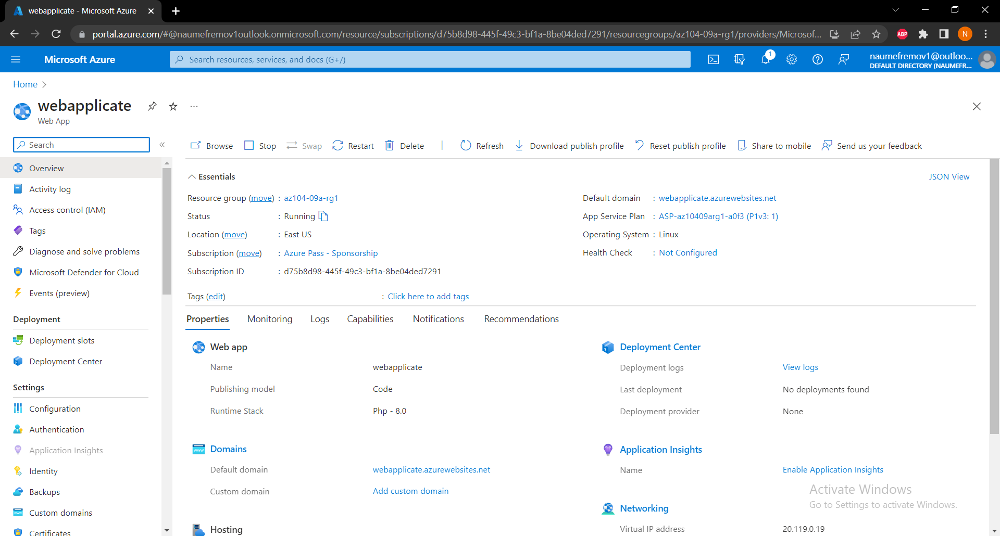 webapplicate - Microsoft Azure
portal.azure.com/#@naumefremov1outlook.onmicrosoft.com/resource/subscriptions/d75b8d98-445f-49c3-bf1a-8be04ded7291/resourcegroups/az104-09a-rg1/providers/Microsof...
ABP
N
Microsoft Azure
Search resources, services, and docs (G+/)
1
naumefremov1@outloo...
DEFAULT DIRECTORY (NAUMEFR...
Home
webapplicate
Web App
Search
Browse Stop Swap Restart Delete Refresh Download publish profile Reset publish profile Share to mobile Send us your feedback
Overview
Activity log
Access control (IAM)
Tags
Diagnose and solve problems
Microsoft Defender for Cloud
Events (preview)
Deployment
Deployment slots
Deployment Center
Settings
Configuration
Authentication
Application Insights
Identity
Backups
Custom domains
Certificates
Essentials
JSON View
Resource group (move) : az104-09a-rg1
Status : Running
Location (move) : East US
Subscription (move) : Azure Pass - Sponsorship
Subscription ID : d75b8d98-445f-49c3-bf1a-8be04ded7291
Default domain : webapplicate.azurewebsites.net
App Service Plan : ASP-az10409arg1-a0f3 (P1v3: 1)
Operating System : Linux
Health Check : Not Configured
Tags (edit) : Click here to add tags
Properties Monitoring Logs Capabilities Notifications Recommendations
Web app
Name webapplicate
Publishing model Code
Runtime Stack Php - 8.0
Domains
www
Default domain webapplicate.azurewebsites.net
Custom domain Add custom domain
Hosting
Deployment Center
Deployment logs View logs
Last deployment No deployments found
Deployment provider None
Application Insights
Name Enable Application Insights
Networking
Virtual IP address 20.119.0.19
Activate Windows
Go to Settings to activate Windows.